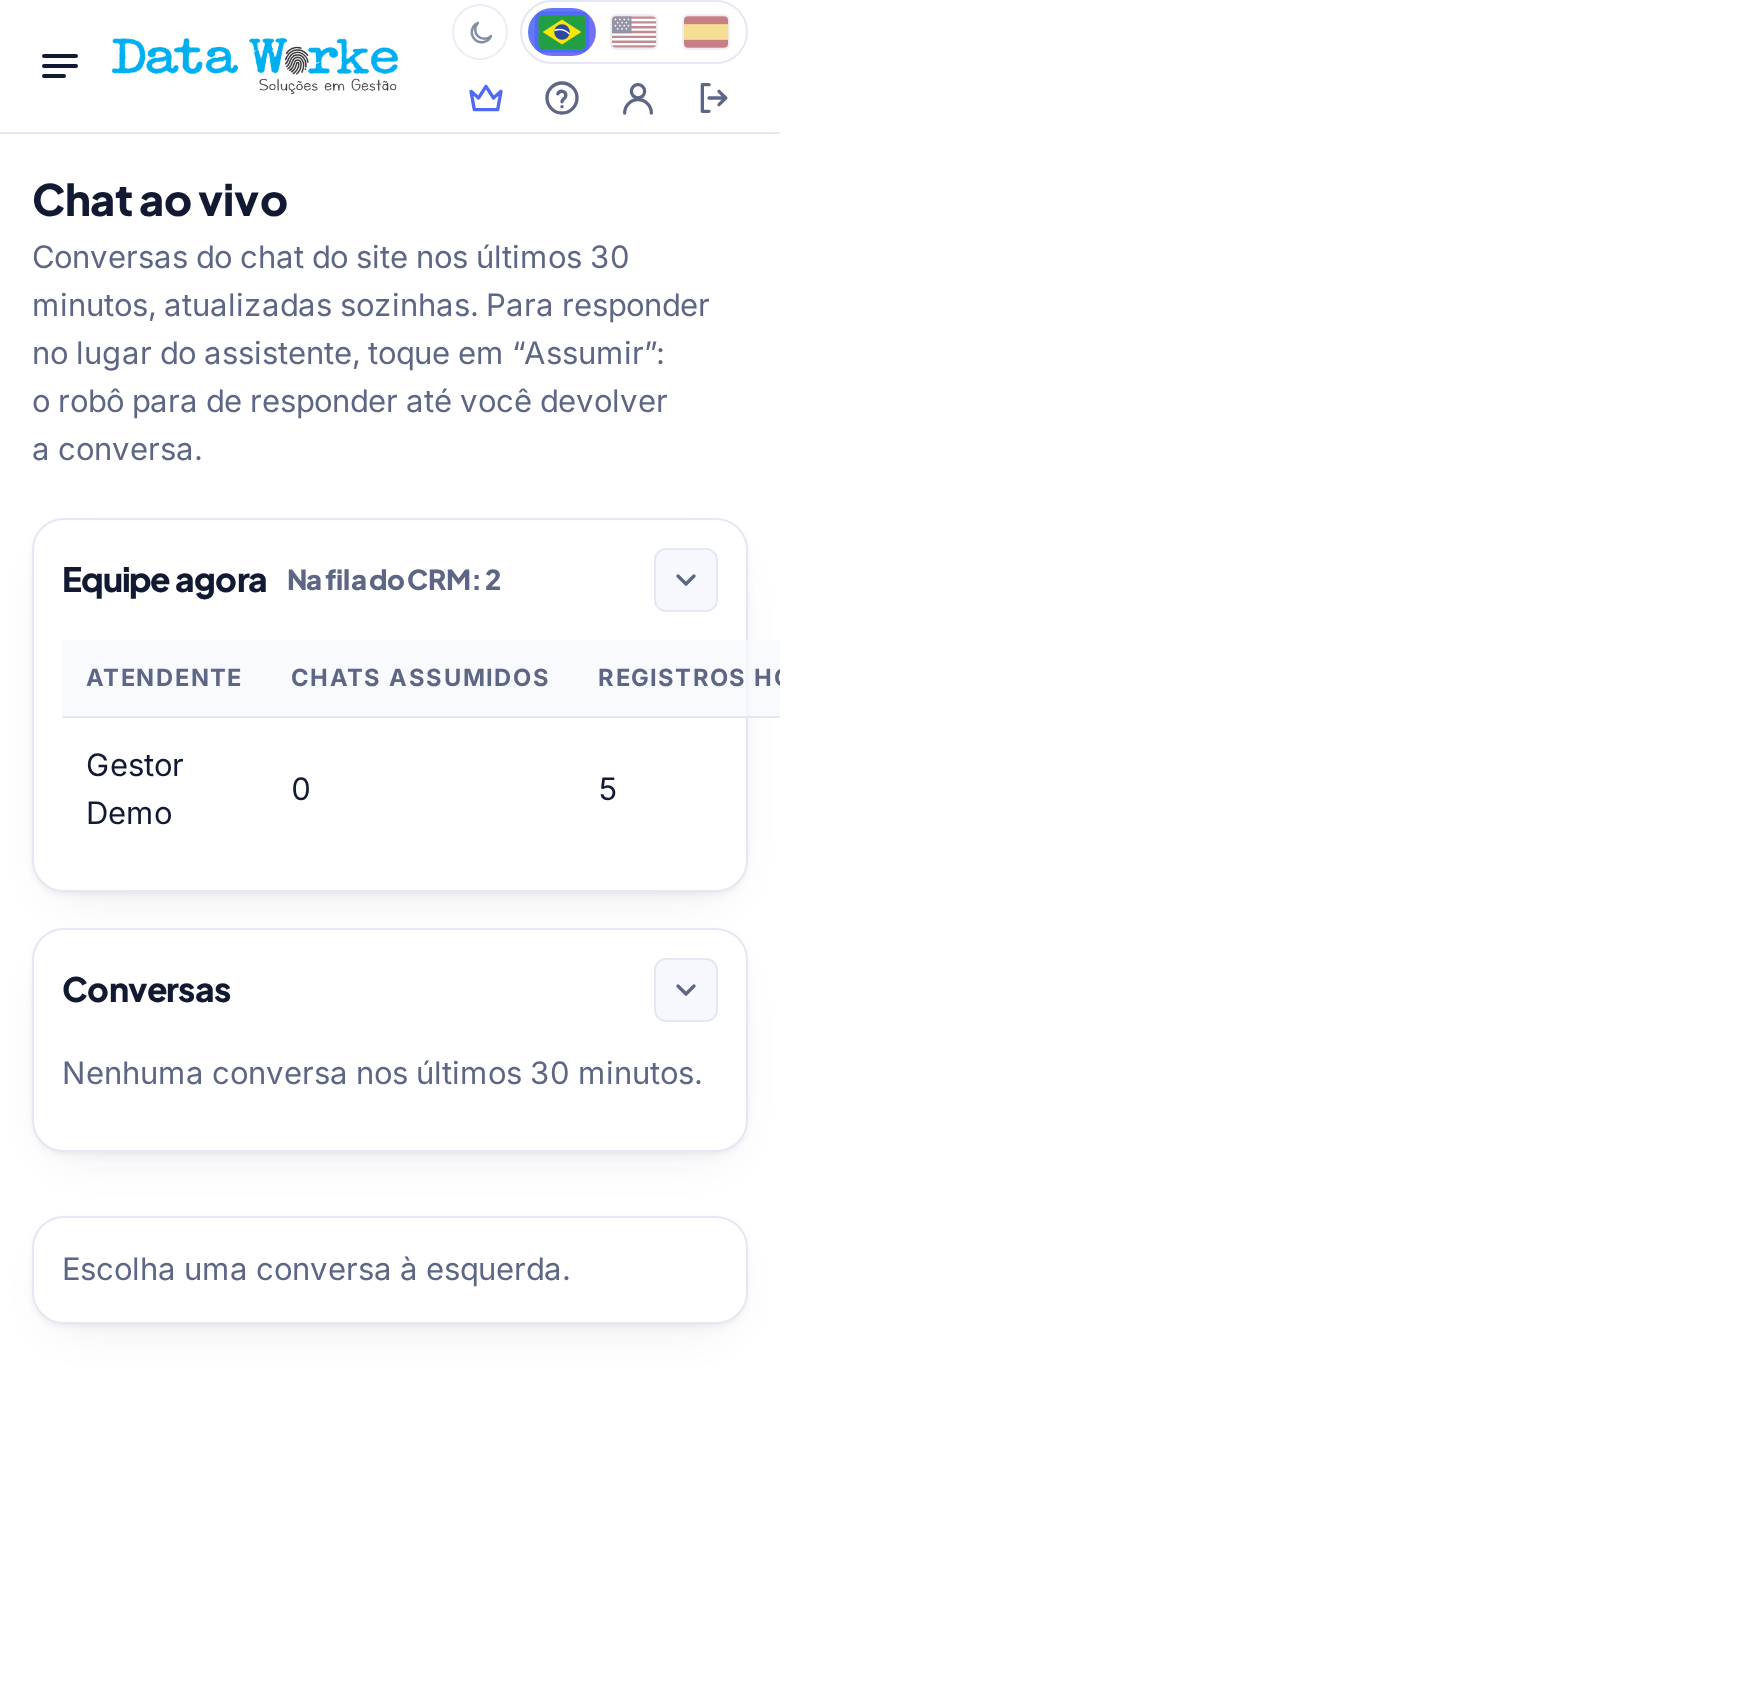 Data Worke
Soluções em Gestão
Chat ao vivo
Conversas do chat do site nos últimos 30
minutos, atualizadas sozinhas. Para responder
no lugar do assistente, toque em “Assumir”:
o robô para de responder até você devolver
a conversa.
Equipe agora Na fila do CRM: 2
ATENDENTE CHATS ASSUMIDOS REGISTROS
Gestor
Demo
0 5
Conversas
Nenhuma conversa nos últimos 30 minutos.
Escolha uma conversa à esquerda.